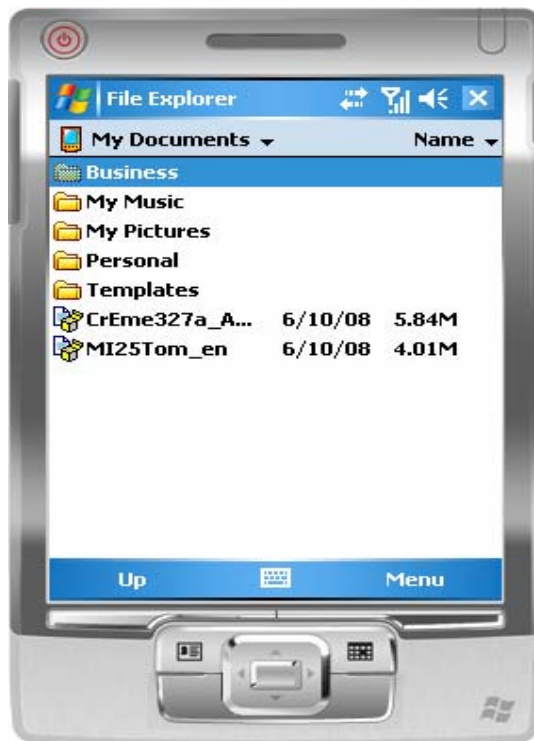 File Explorer
My Documents Name
Business
My Music
My Pictures
Personal
Templates
CrEme327a_A... 6/10/08 5.84M
MI25Tom_en 6/10/08 4.01M
Up Menu